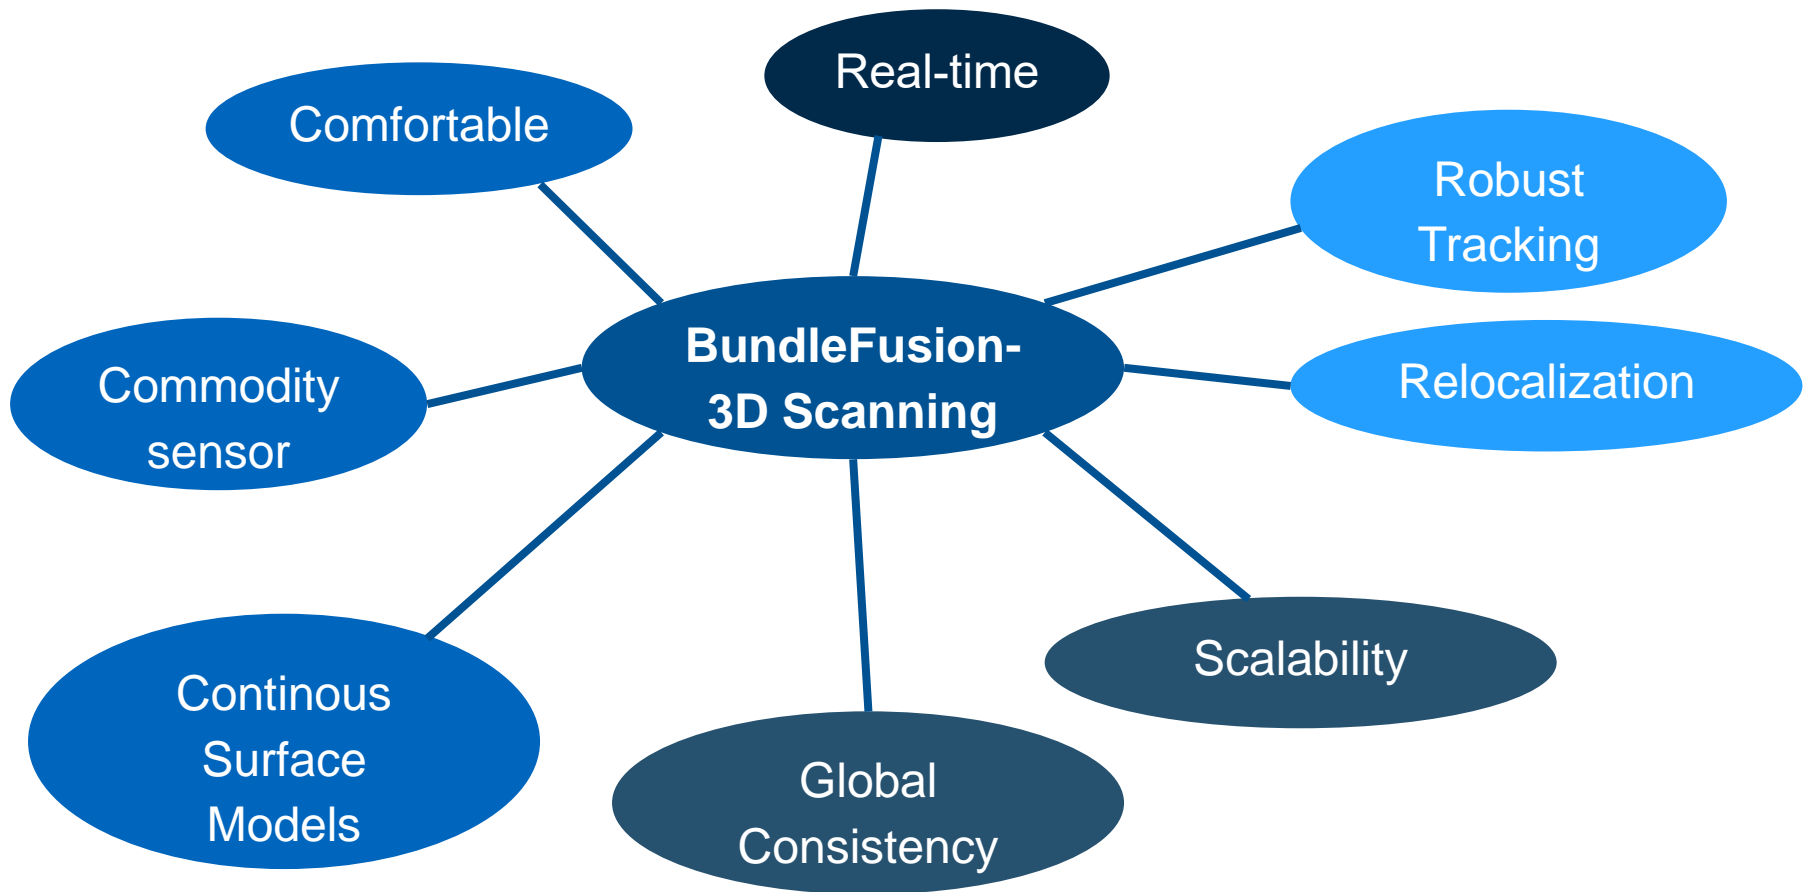 Real-time
Comfortable
Robust
Tracking
BundleFusion-
3D Scanning
Relocalization
Commodity
sensor
Scalability
Continous
Surface
Models
Global
Consistency